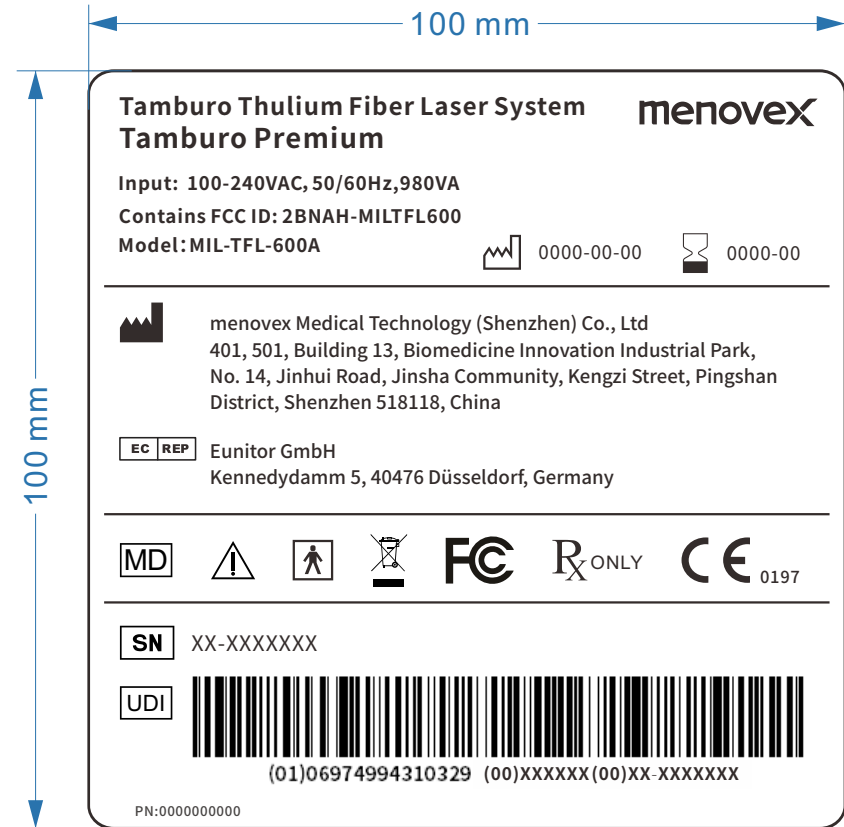 100 mm
100 mm
Tamburo Thulium Fiber Laser System
menovex
Tamburo Premium
Input: 100-240VAC, 50/60Hz,980VA
Contains FCC ID: 2BNAH-MILTFL600
Model:MIL-TFL-600A
0000-00-00
0000-00
menovex Medical Technology (Shenzhen) Co., Ltd
401, 501, Building 13, Biomedicine Innovation Industrial Park,
No. 14, Jinhui Road, Jinsha Community, Kengzi Street, Pingshan
District, Shenzhen 518118, China
EC REP
Eunitor GmbH
Kennedydamm 5, 40476 Düsseldorf, Germany
MD
FC
Rx ONLY
CE 0197
SN
XX-XXXXXXX
UDI
(01)06974994310329 (00)XXXXXX(00)XX-XXXXXXX
PN:0000000000